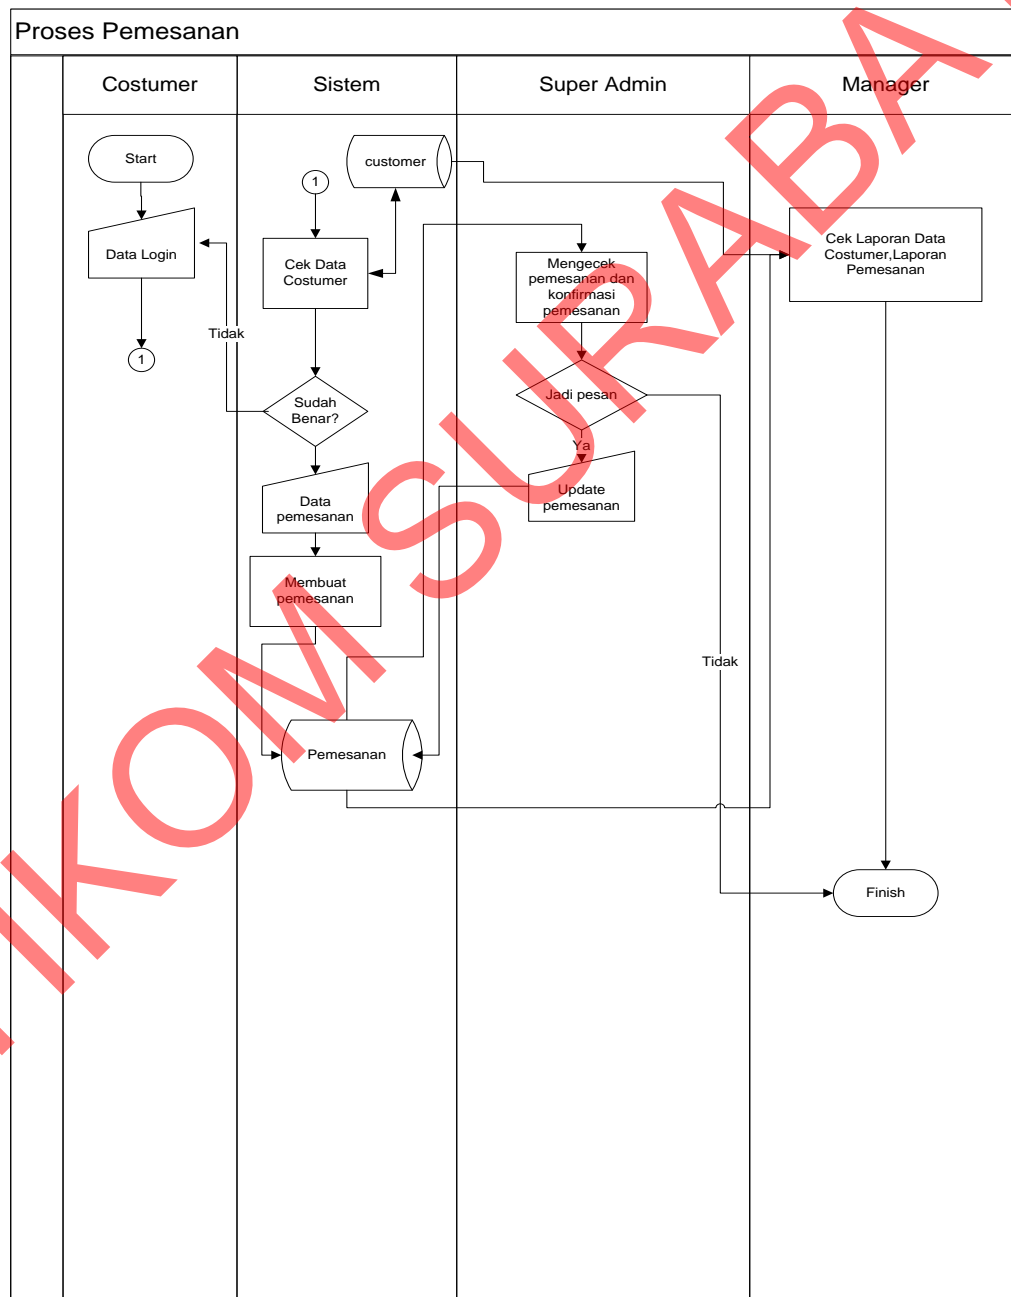 Proses Pemesanan
Costumer
Sistem
Super Admin
Manager
Start
Data Login
1
Tidak
1
customer
Cek Data
Costumer
Sudah
Benar?
Data
pemesanan
Membuat
pemesanan
Pemesanan
Mengecek
pemesanan dan
konfirmasi
pemesanan
Jadi pesan
Ya
Update
pemesanan
Tidak
Cek Laporan Data
Costumer,Laporan
Pemesanan
Finish
IKOM SURABA